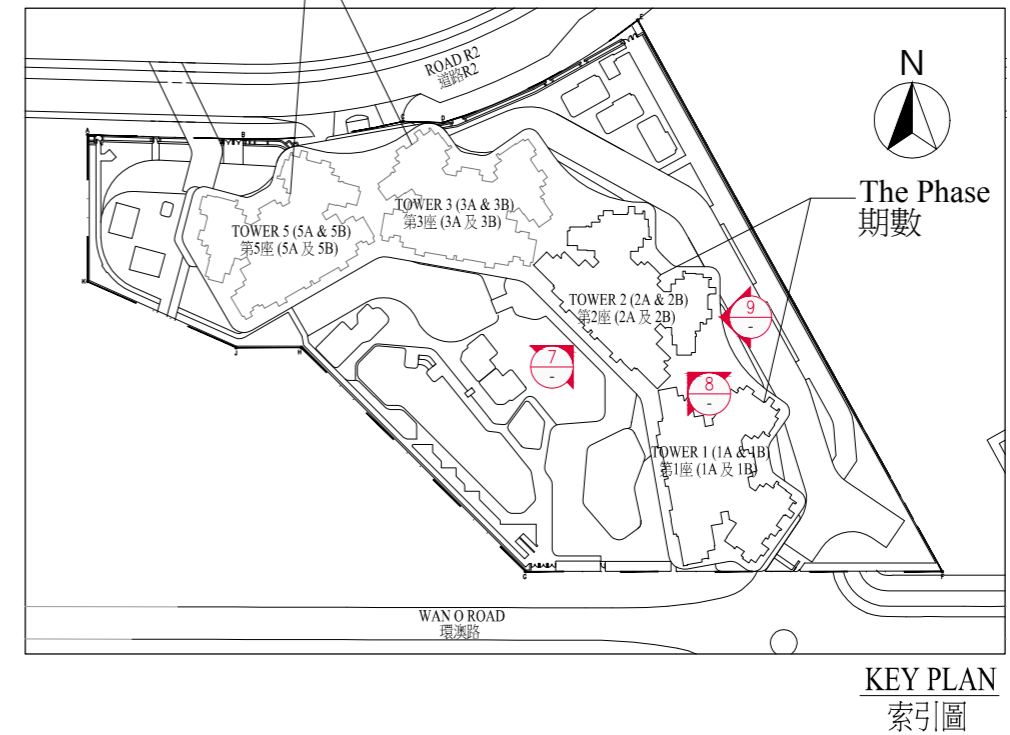 ROAD R2
道路R2
N
E
C
D
A
B
The Phase
期數
TOWER 3 (3A & 3B)
第3座 (3A 及 3B)
TOWER 5 (5A & 5B)
第5座 (5A 及 5B)
K
TOWER 2 (2A & 2B)
第2座 (2A 及 2B)
9
-
7
-
8
-
J
H
TOWER 1 (1A & 1B)
第1座 (1A 及 1B)
G
F
WAN O ROAD
環澳路
KEY PLAN
索引圖